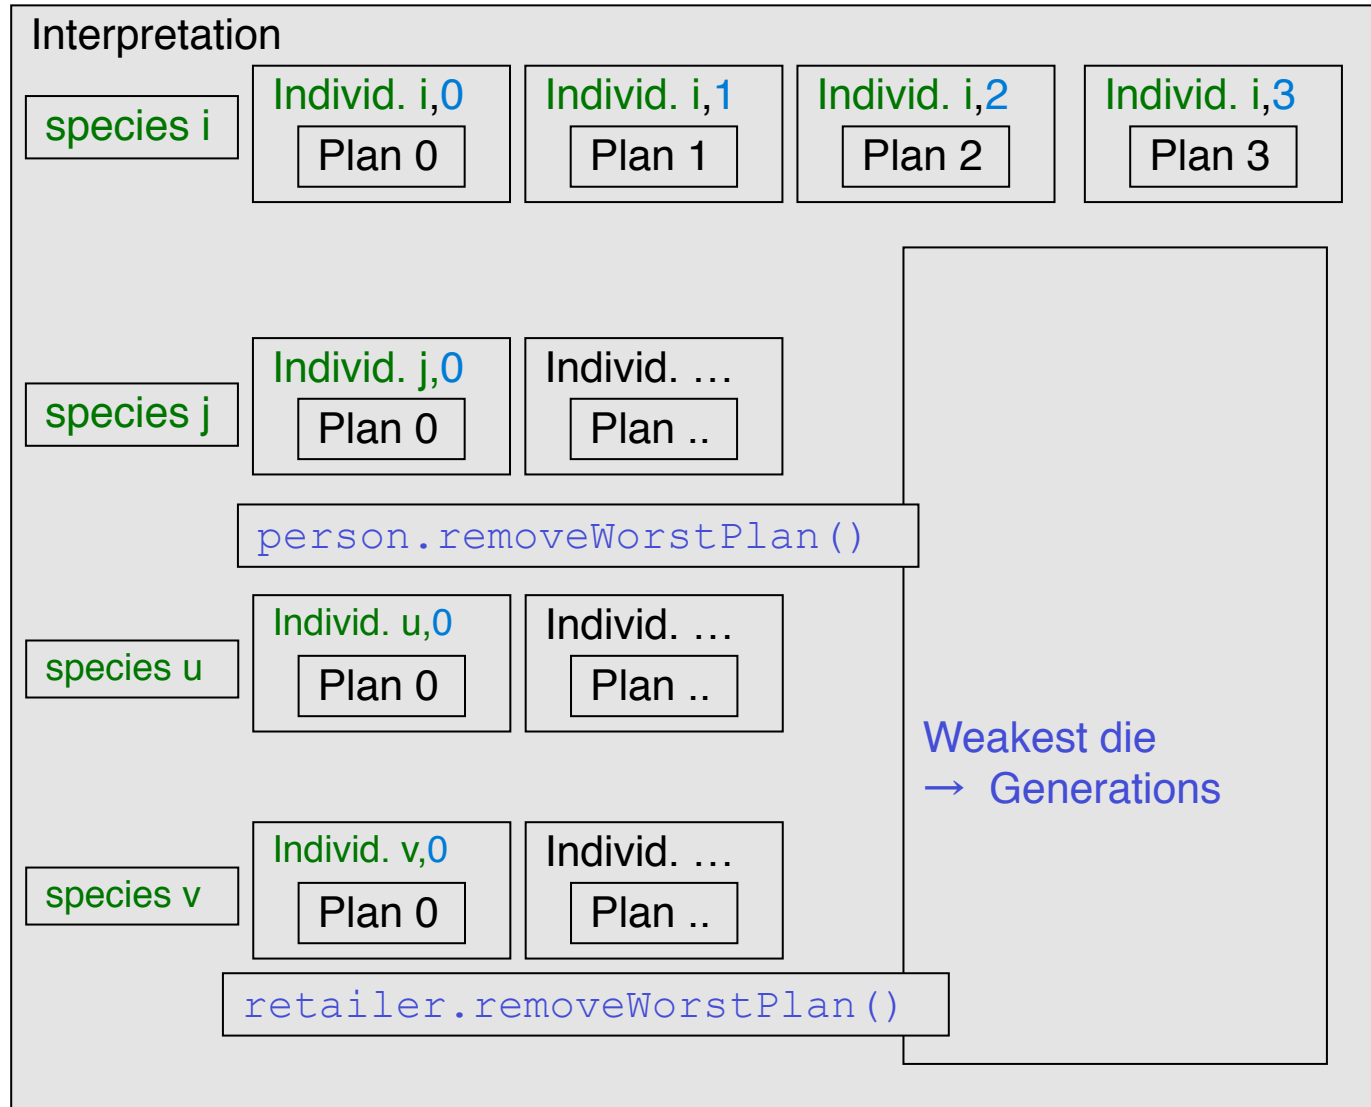 Interpretation
species i
Individ. i,0
Plan 0
Individ. i,1
Plan 1
Individ. i,2
Plan 2
Individ. i,3
Plan 3
species j
Individ. j,0
Plan 0
Individ. ...
Plan ..
person.removeWorstPlan()
species u
Individ. u,0
Plan 0
Individ. ...
Plan ..
Weakest die
→ Generations
species v
Individ. v,0
Plan 0
Individ. ...
Plan ..
retailer.removeWorstPlan()